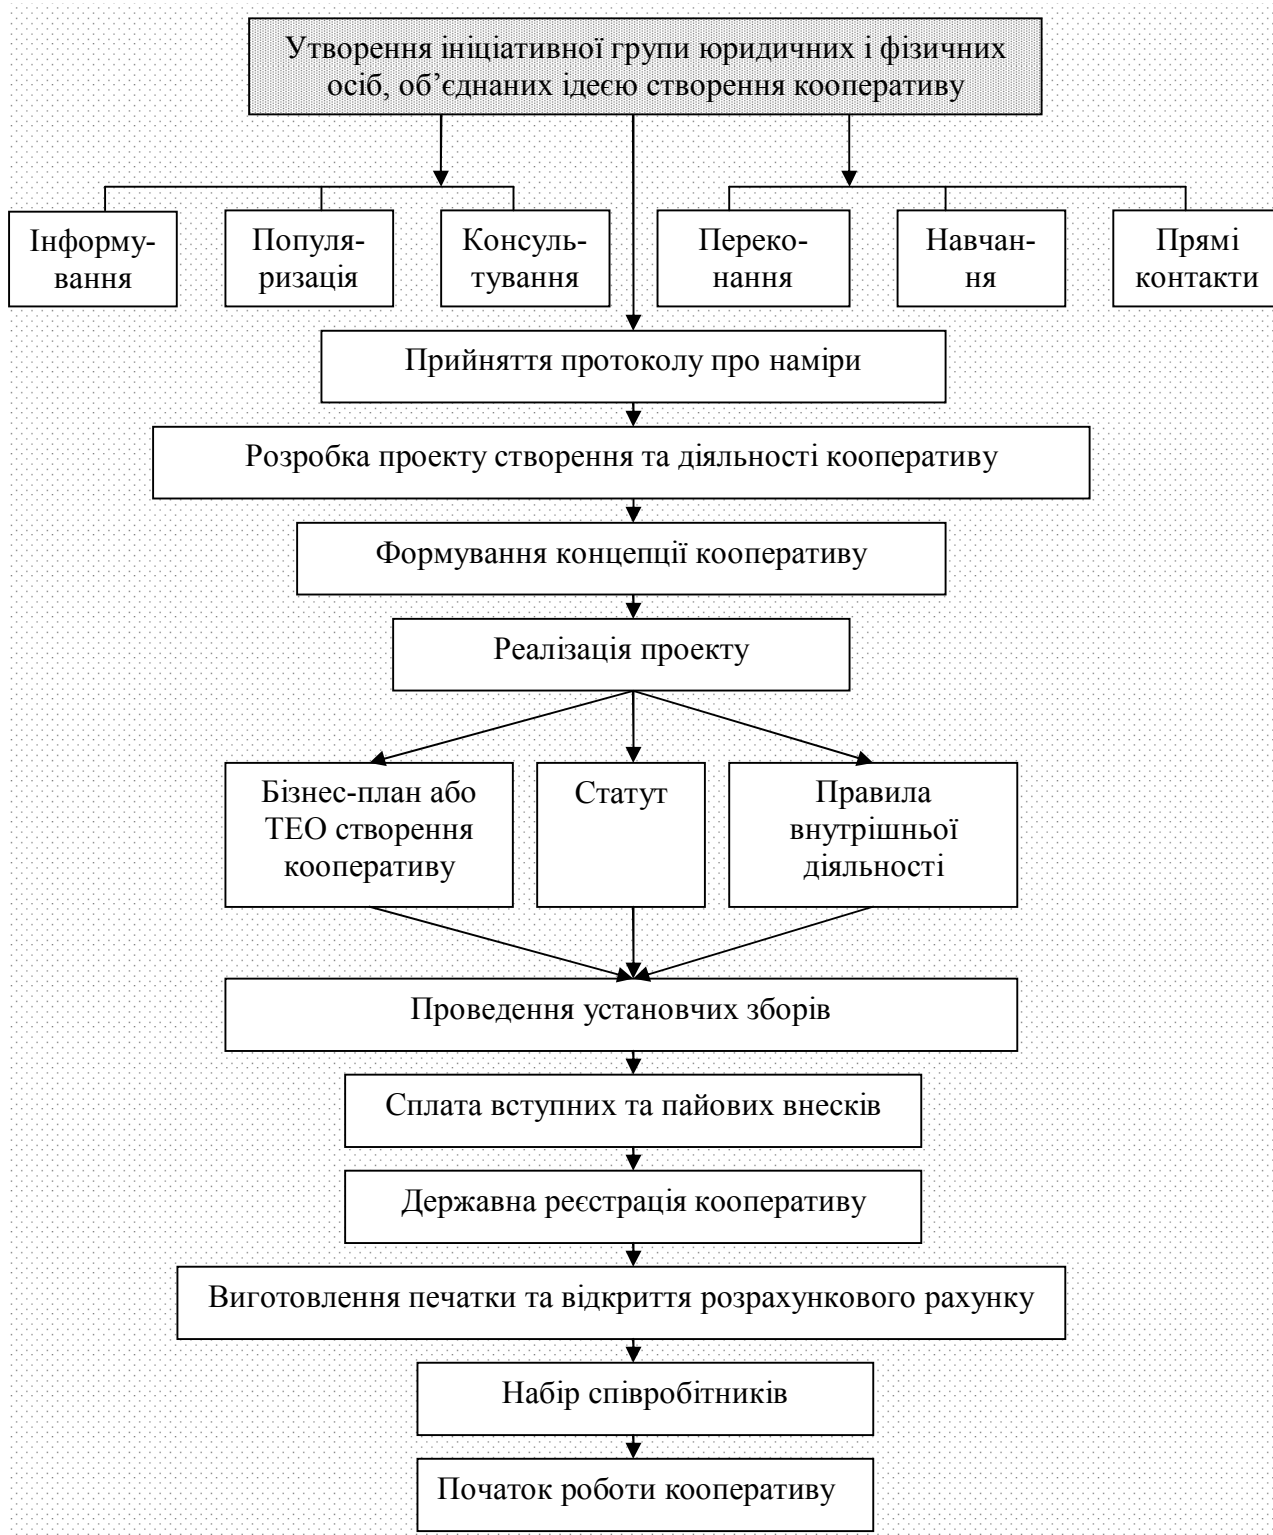 Утворення ініціативної групи юридичних і фізичних
осіб, об’єднаних ідеєю створення кооперативу
Інформу-
вання
Популя-
ризація
Консуль-
тування
Переко-
нання
Навчан-
ня
Прямі
контакти
Прийняття протоколу про наміри
Розробка проекту створення та діяльності кооперативу
Формування концепції кооперативу
Реалізація проекту
Бізнес-план або
ТЕО створення
кооперативу
Статут
Правила
внутрішньої
діяльності
Проведення установчих зборів
Сплата вступних та пайових внесків
Державна реєстрація кооперативу
Виготовлення печатки та відкриття розрахункового рахунку
Набір співробітників
Початок роботи кооперативу